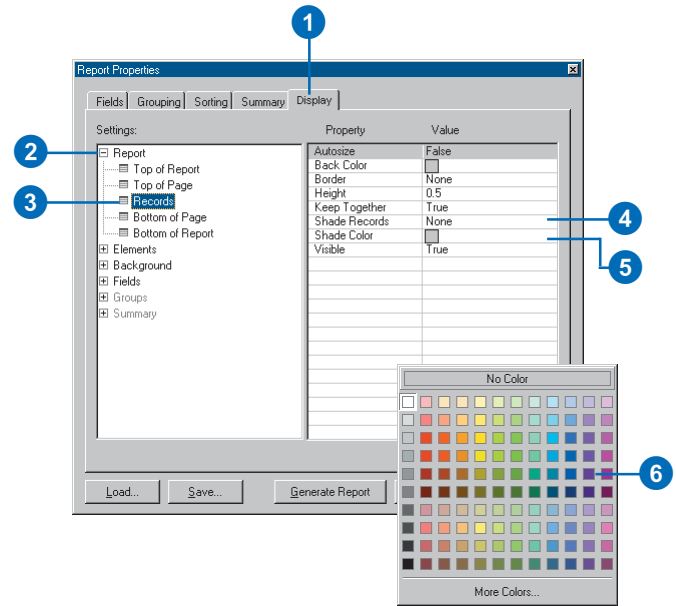 1
Report Properties
Fields Grouping Sorting Summary Display
Settings:
Property Value
2
Report
Top of Report
Top of Page
3
Records
Bottom of Page
Bottom of Report
Elements
Background
Fields
Groups
Summary
Autosize False
Back Color
Border None
Height 0.5
Keep Together True
Shade Records None
4
Shade Color
5
Visible True
No Color
6
More Colors...
Load... Save... Generate Report